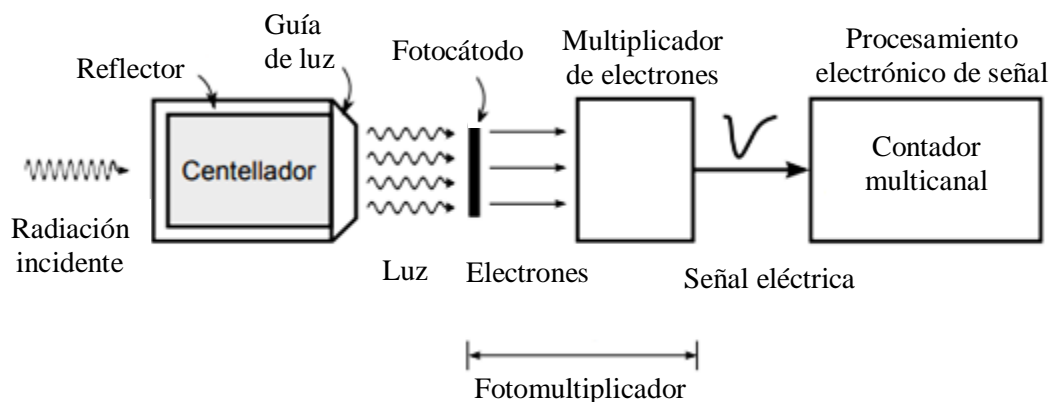 Guía
de luz
Reflector
Fotocátodo
Multiplicador
de electrones
Procesamiento
electrónico de señal
Centellador
Contador
multicanal
Radiación
incidente
Luz
Electrones
Señal eléctrica
Fotomultiplicador